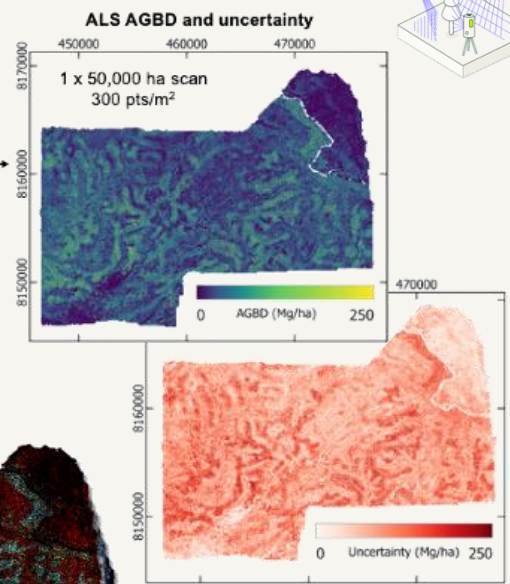 ALS AGBD and uncertainty
450000 460000 470000
8170000
1 x 50,000 ha scan
300 pts/m²
8160000
8150000
0 AGBD (Mg/ha) 250
470000
8160000
8150000
0 Uncertainty (Mg/ha) 250